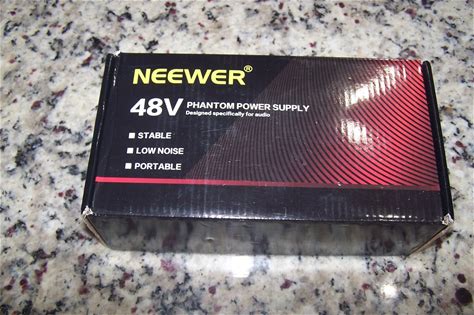 NEEWER®
48V PHANTOM POWER SUPPLY
Designed specifically for audio
STABLE
LOW NOISE
PORTABLE